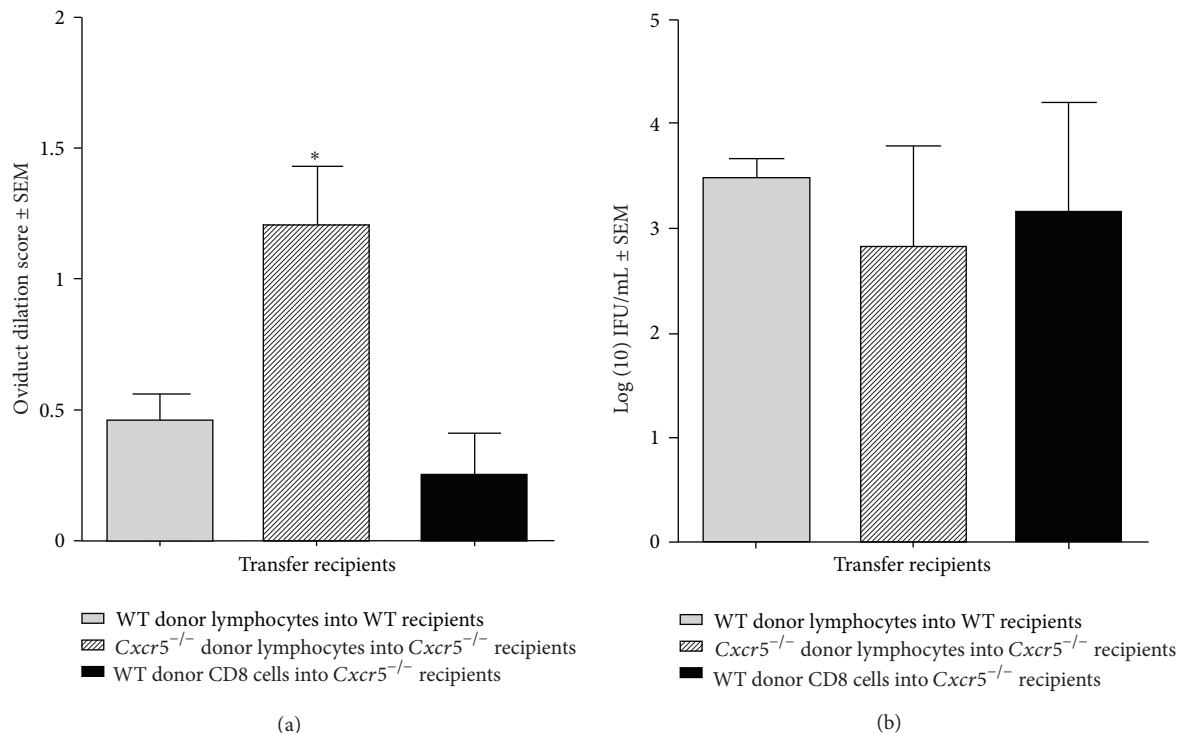 2
1.5
1
0.5
0
Oviduct dilation score ± SEM
*
Transfer recipients
WT donor lymphocytes into WT recipients
Cxcr5−/− donor lymphocytes into Cxcr5−/− recipients
WT donor CD8 cells into Cxcr5−/− recipients
(a)
5
4
3
2
1
0
Log (10) IFU/mL ± SEM
Transfer recipients
WT donor lymphocytes into WT recipients
Cxcr5−/− donor lymphocytes into Cxcr5−/− recipients
WT donor CD8 cells into Cxcr5−/− recipients
(b)